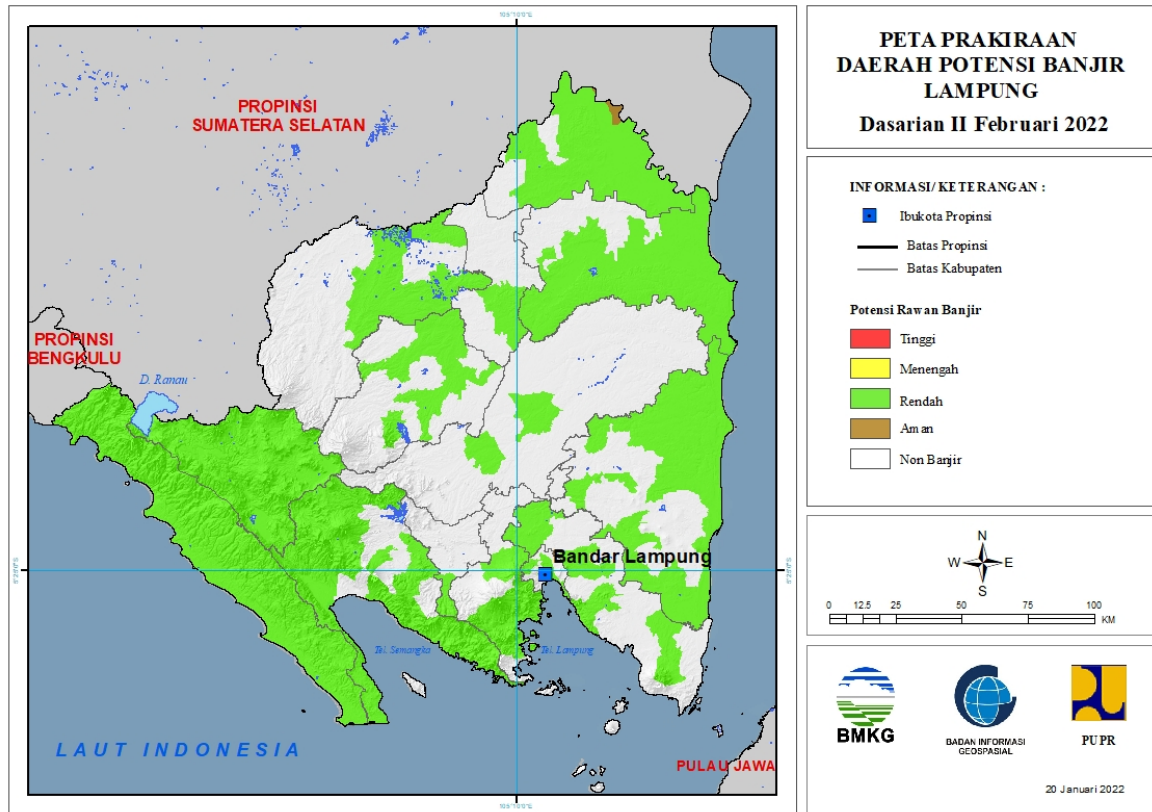 105°10'0"E
PROPINSI
SUMATERA SELATAN
PROPINSI
BENGKULU
D. Ranau
Bandar Lampung
Tel. Semangka
Tel. Lampung
LAUT INDONESIA
PULAU JAWA
PETA PRAKIRAAN
DAERAH POTENSI BANJIR
LAMPUNG
Dasarian II Februari 2022
INFORMASI/ KETERANGAN :
Ibukota Propinsi
Batas Propinsi
Batas Kabupaten
Potensi Rawan Banjir
Tinggi
Menengah
Rendah
Aman
Non Banjir
N
W E
S
0 12.5 25 50 75 100
KM
BMKG
BADAN INFORMASI
GEOSPASIAL
PUPR
20 Januari 2022